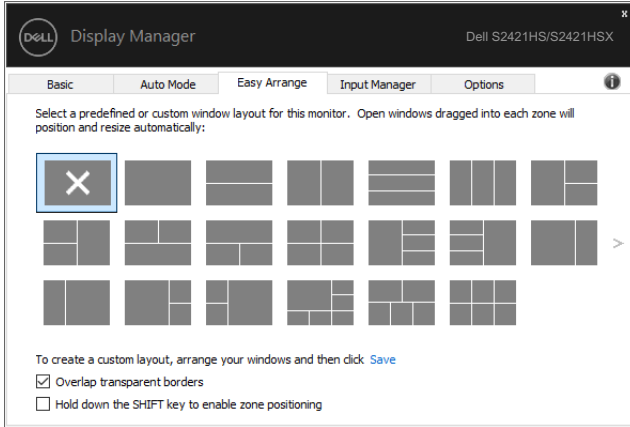 x
DELL Display Manager Dell S2421HS/S2421HSX
Basic Auto Mode Easy Arrange Input Manager Options
Select a predefined or custom window layout for this monitor. Open windows dragged into each zone will
position and resize automatically:
To create a custom layout, arrange your windows and then click Save
Overlap transparent borders
Hold down the SHIFT key to enable zone positioning